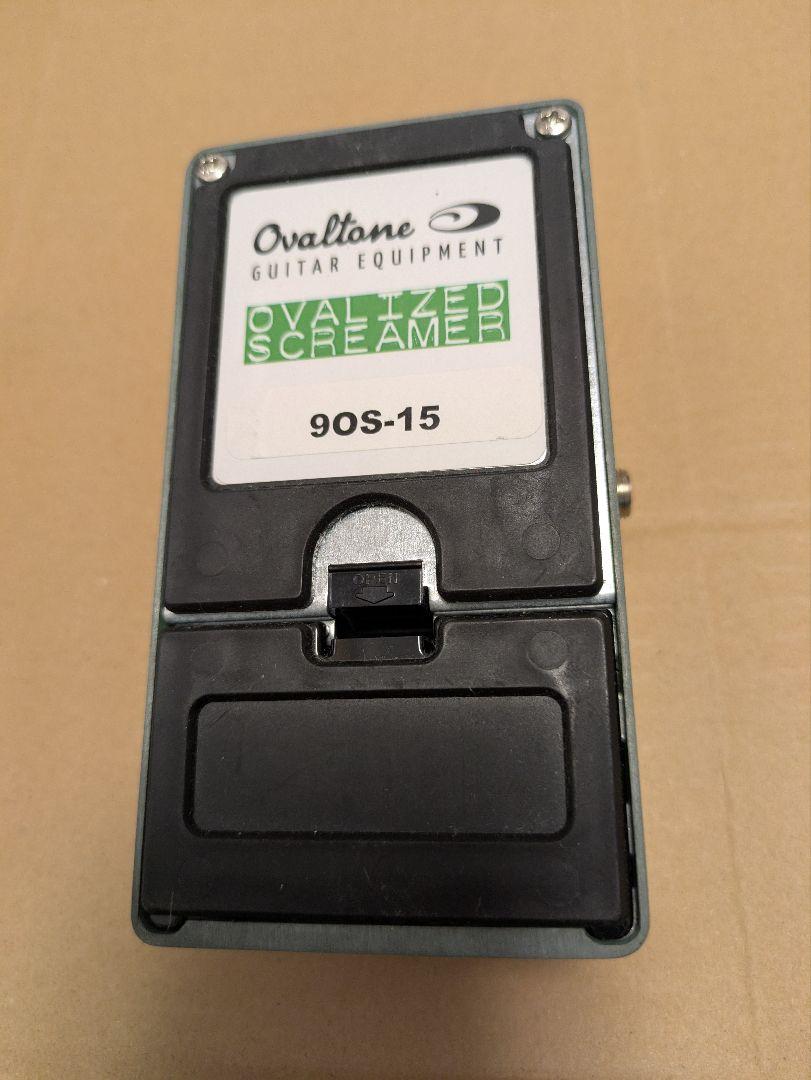 Ovaltone
GUITAR EQUIPMENT
OVALIZED
SCREAMER
9OS-15
OPEN